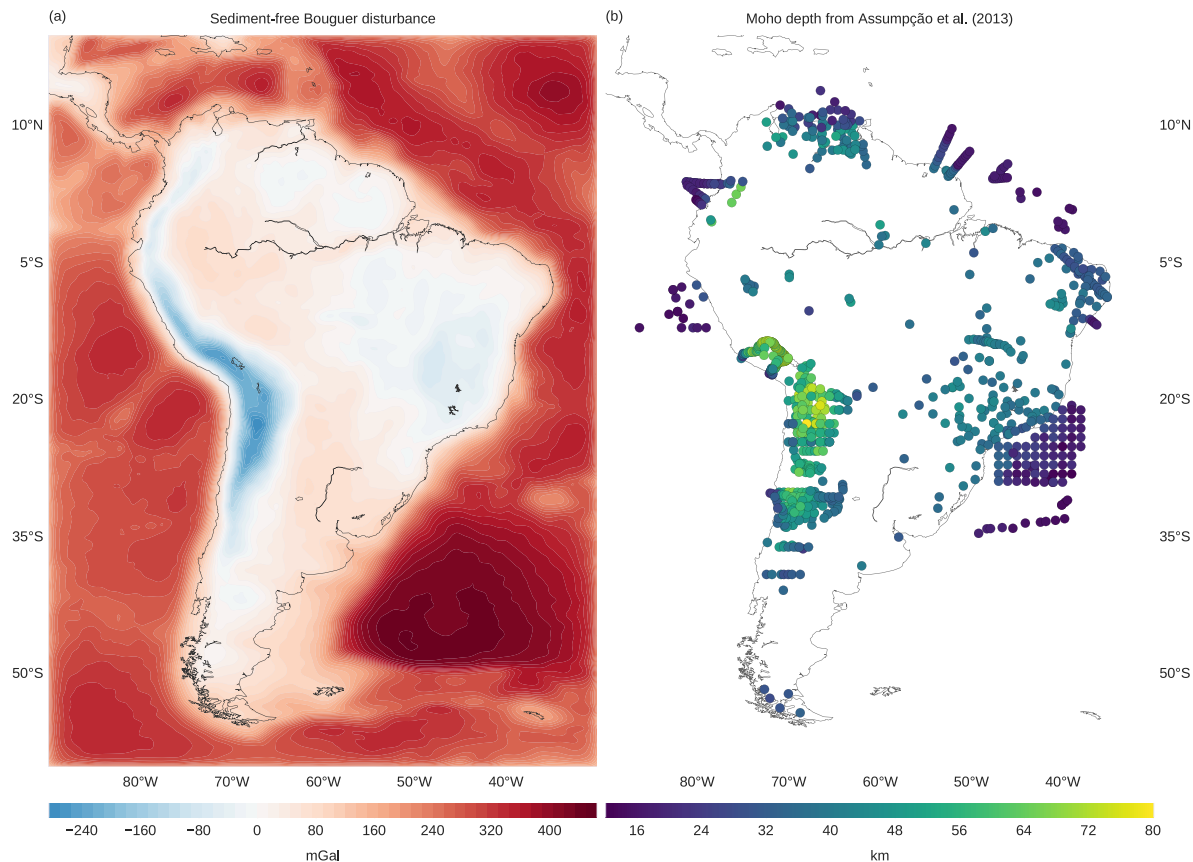 (a) Sediment-free Bouguer disturbance
(b) Moho depth from Assumpção et al. (2013)
10°N 10°N
5°S 5°S
20°S 20°S
35°S 35°S
50°S 50°S
80°W 70°W 60°W 50°W 40°W 80°W 70°W 60°W 50°W 40°W
−240 −160 −80 0 80 160 240 320 400 16 24 32 40 48 56 64 72 80
mGal km